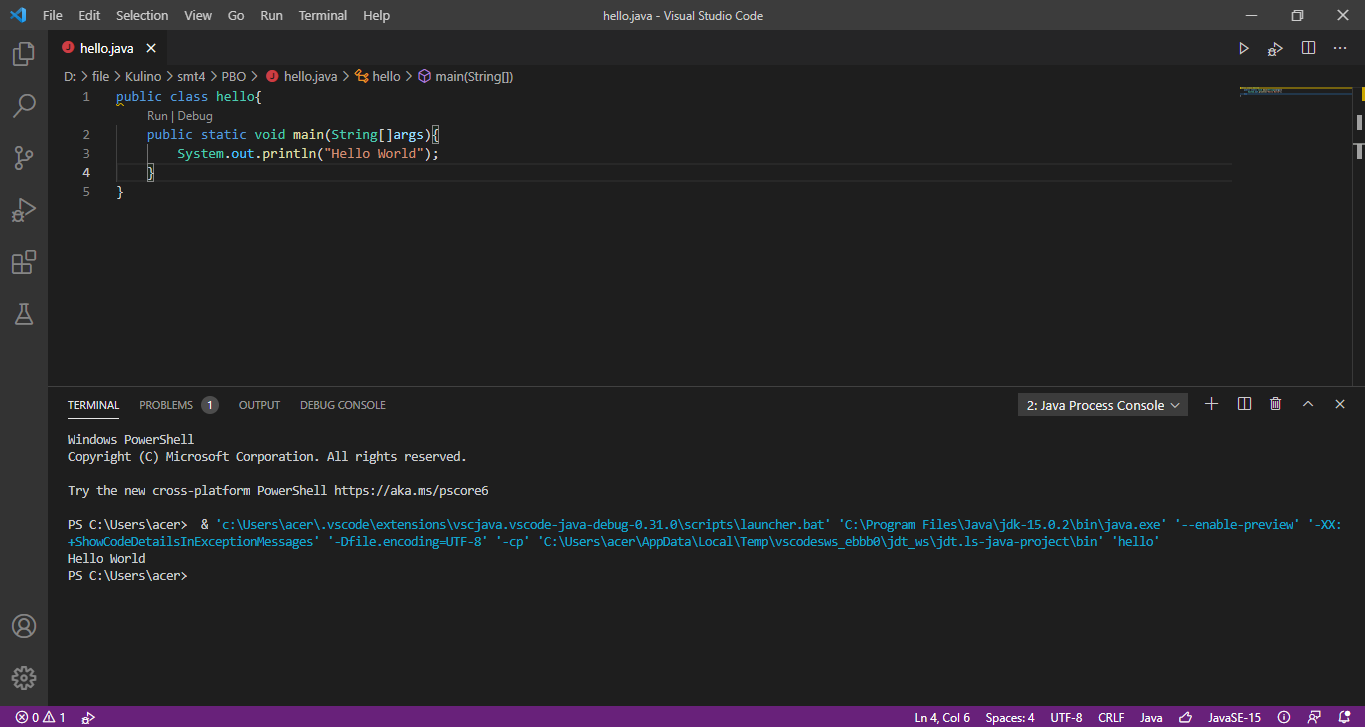 File Edit Selection View Go Run Terminal Help hello.java - Visual Studio Code
hello.java
D: > file > Kulino > smt4 > PBO > hello.java > hello > main(String[])
1 public class hello{
Run | Debug
2 public static void main(String[]args){
3 System.out.println("Hello World");
4 }
5 }
TERMINAL PROBLEMS 1 OUTPUT DEBUG CONSOLE 2: Java Process Console
Windows PowerShell
Copyright (C) Microsoft Corporation. All rights reserved.
Try the new cross-platform PowerShell https://aka.ms/pscore6
PS C:\Users\acer>  & 'c:\Users\acer\.vscode\extensions\vscjava.vscode-java-debug-0.31.0\scripts\launcher.bat' 'C:\Program Files\Java\jdk-15.0.2\bin\java.exe' '--enable-preview' '-XX:
+ShowCodeDetailsInExceptionMessages' '-Dfile.encoding=UTF-8' '-cp' 'C:\Users\acer\AppData\Local\Temp\vscodesws_ebbb0\jdt_ws\jdt.ls-java-project\bin' 'hello'
Hello World
PS C:\Users\acer>
0 1 Ln 4, Col 6 Spaces: 4 UTF-8 CRLF Java JavaSE-15